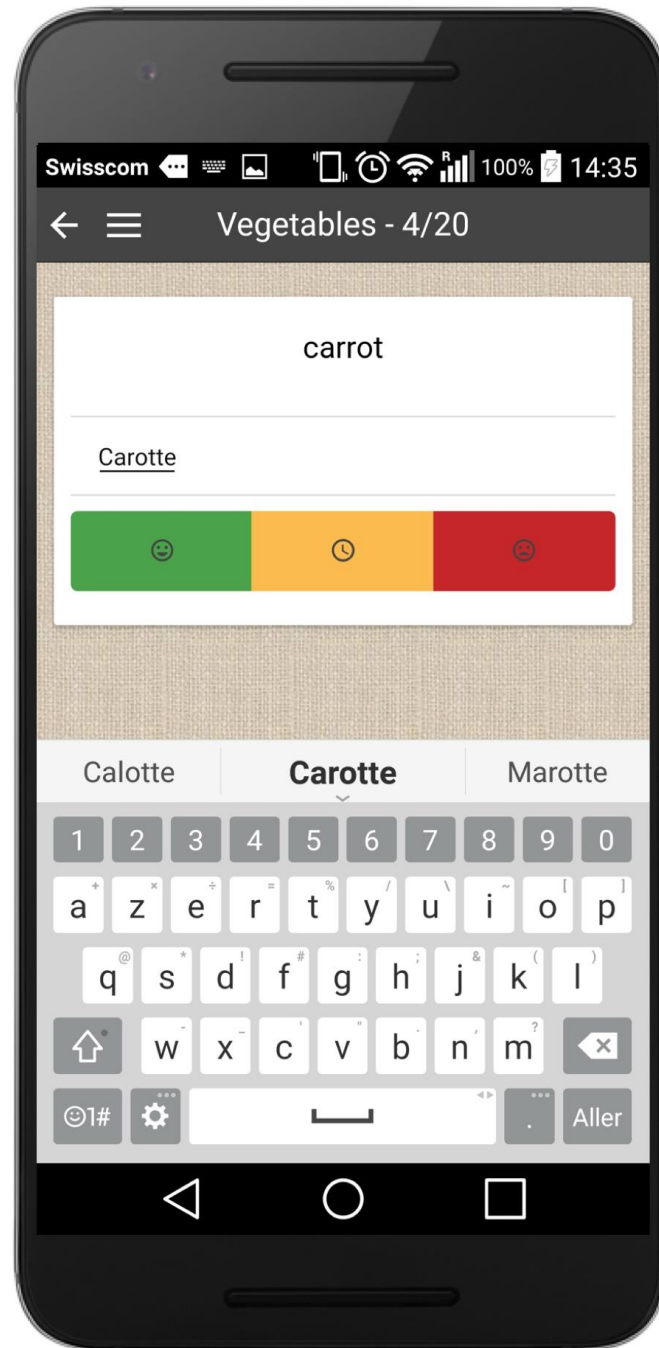 Swisscom R 100% 14:35
Vegetables - 4/20
carrot
Carotte
Calotte Carotte Marotte
1 2 3 4 5 6 7 8 9 0
+ × ÷ = % / \ ~ [ ]
a z e r t y u i o p
@ * ! # : ; & ( )
q s d f g h j k l
- _ ' " . , ?
w x c v b n m
☺1# . Aller